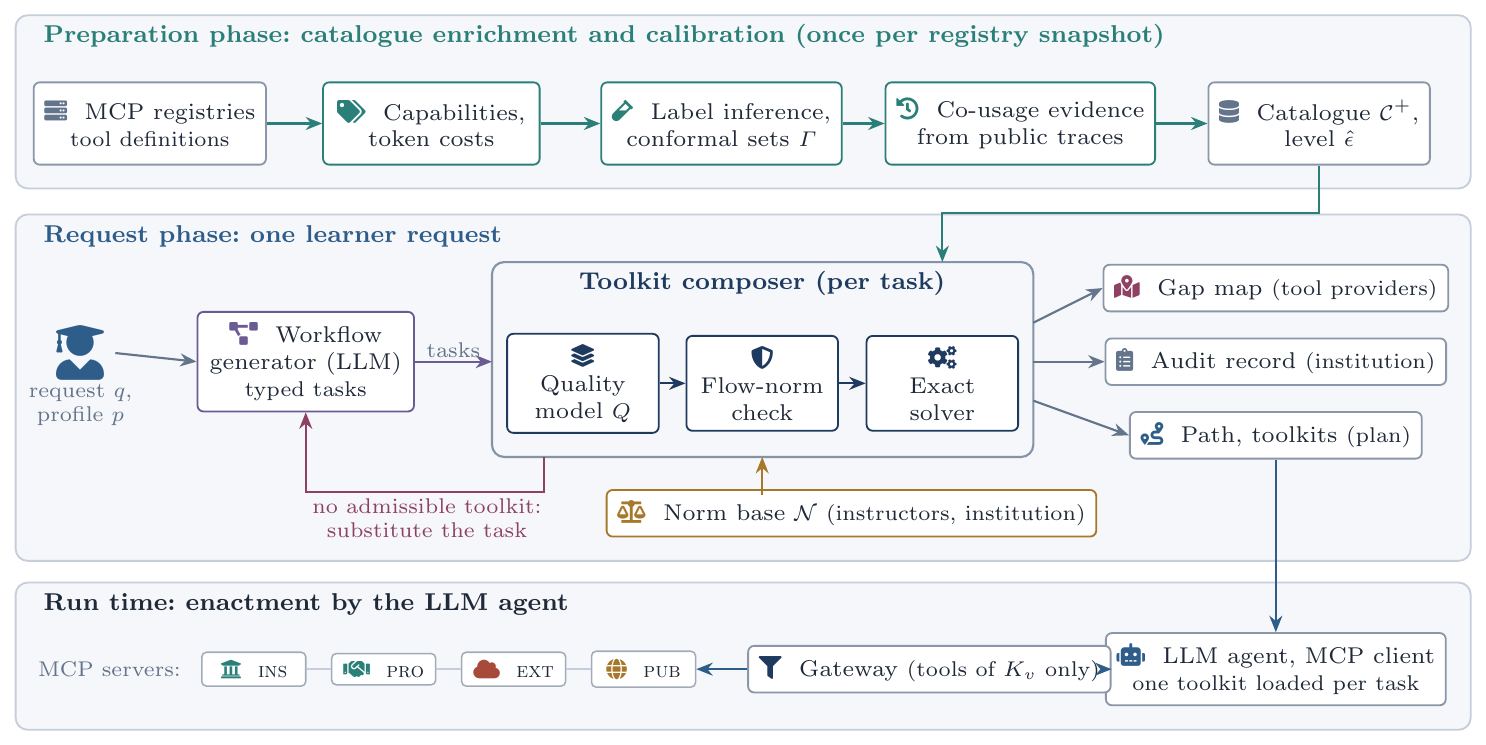 Preparation phase: catalogue enrichment and calibration (once per registry snapshot)
MCP registries
tool definitions
Capabilities,
token costs
Label inference,
conformal sets Γ
Co-usage evidence
from public traces
Catalogue 𝒞⁺,
level ε̂
Request phase: one learner request
request q,
profile p
Workflow
generator (LLM)
typed tasks
tasks
Toolkit composer (per task)
Quality
model Q
Flow-norm
check
Exact
solver
Gap map (tool providers)
Audit record (institution)
Path, toolkits (plan)
no admissible toolkit:
substitute the task
Norm base 𝒩 (instructors, institution)
Run time: enactment by the LLM agent
MCP servers:
INS
PRO
EXT
PUB
Gateway (tools of Kᵥ only)
LLM agent, MCP client
one toolkit loaded per task